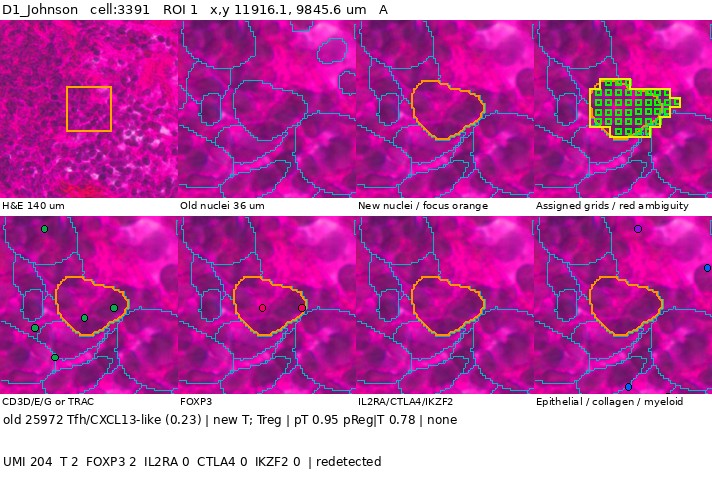 D1_Johnson cell:3391 ROI 1 x,y 11916.1, 9845.6 um A
H&E 140 um
Old nuclei 36 um
New nuclei / focus orange
Assigned grids / red ambiguity
CD3D/E/G or TRAC
FOXP3
IL2RA/CTLA4/IKZF2
Epithelial / collagen / myeloid
old 25972 Tfh/CXCL13-like (0.23) | new T; Treg | pT 0.95 pReg|T 0.78 | none
UMI 204 T 2 FOXP3 2 IL2RA 0 CTLA4 0 IKZF2 0 | redetected